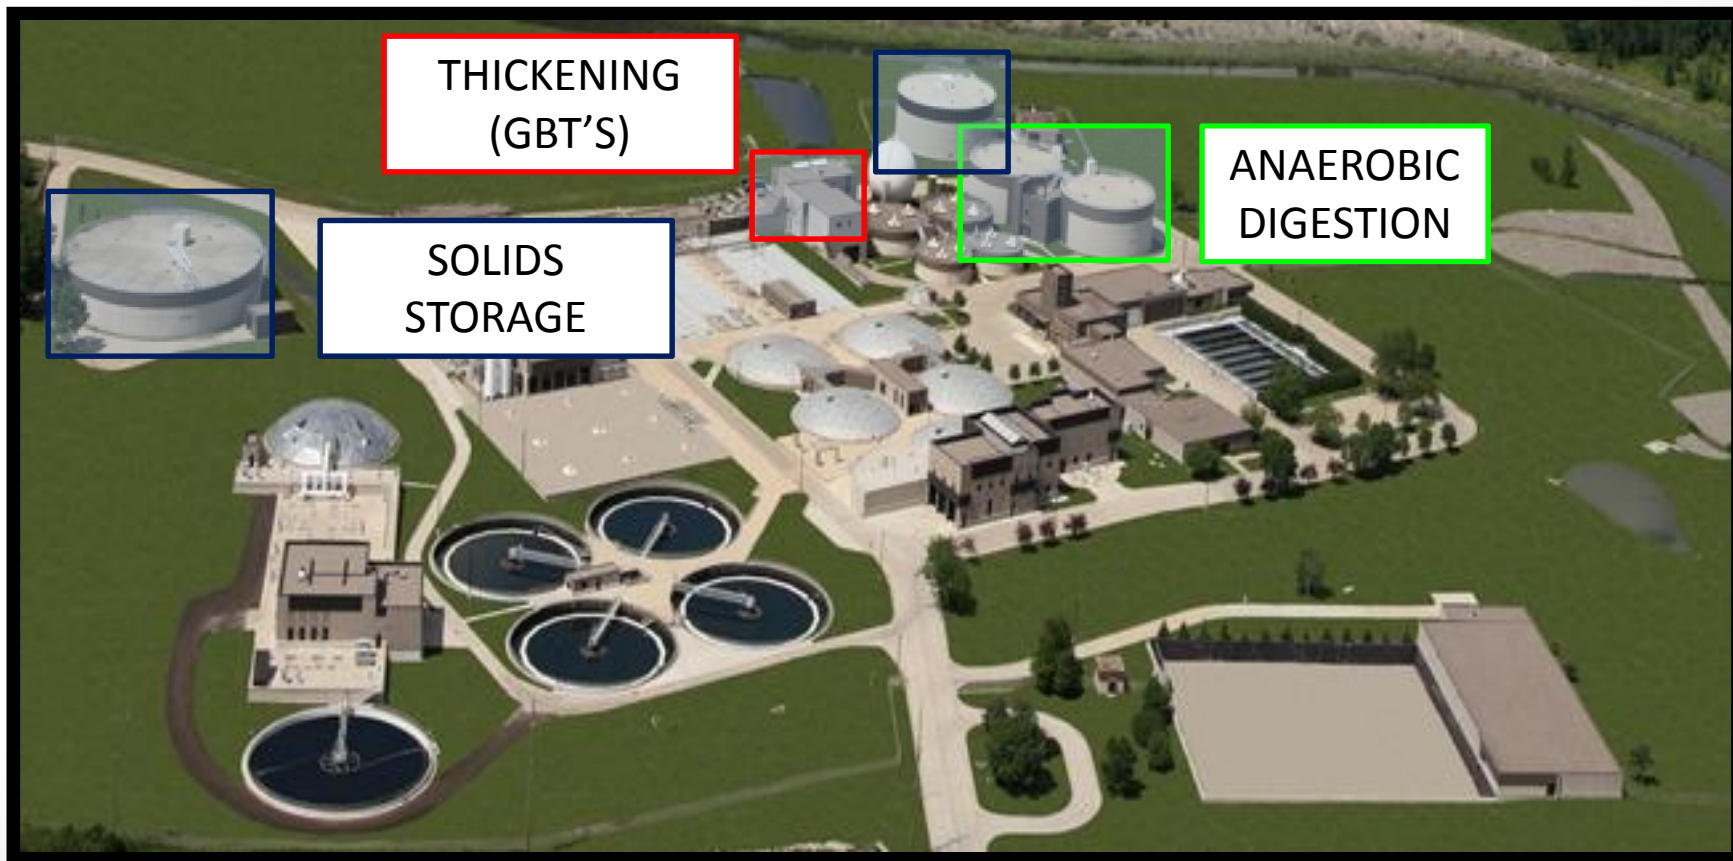 THICKENING
(GBT’S)
ANAEROBIC
DIGESTION
SOLIDS
STORAGE